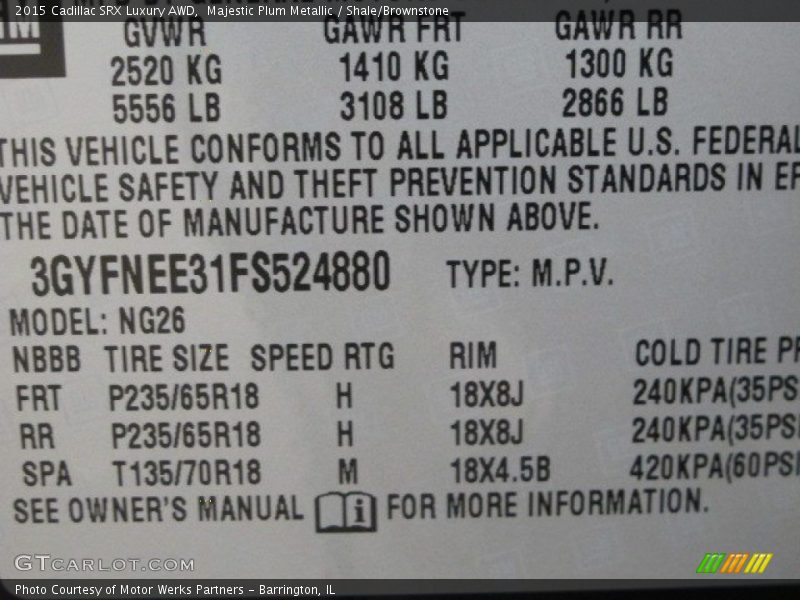 2015 Cadillac SRX Luxury AWD,  Majestic Plum Metallic / Shale/Brownstone
GM
GVWR GAWR FRT GAWR RR
2520 KG 1410 KG 1300 KG
5556 LB 3108 LB 2866 LB
THIS VEHICLE CONFORMS TO ALL APPLICABLE U.S. FEDERAL
VEHICLE SAFETY AND THEFT PREVENTION STANDARDS IN EF
THE DATE OF MANUFACTURE SHOWN ABOVE.
3GYFNEE31FS524880 TYPE: M.P.V.
MODEL: NG26
NBBB TIRE SIZE SPEED RTG RIM COLD TIRE PR
FRT P235/65R18 H 18X8J 240KPA(35PSI
RR P235/65R18 H 18X8J 240KPA(35PSI
SPA T135/70R18 M 18X4.5B 420KPA(60PSI
SEE OWNER'S MANUAL i FOR MORE INFORMATION.
GTCARLOT.COM
Photo Courtesy of Motor Werks Partners - Barrington, IL